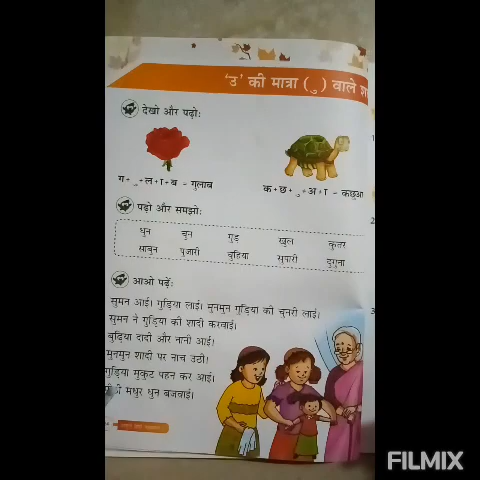 'उ' की मात्रा ( ु ) वाले
देखो और पढ़ो:
ग + ु + ल + ा + ब = गुलाब
क + छ + ु + अ + ा = कछुआ
पढ़ो और समझो:
धुन चुन गुड़ खुल कुतर
साबुन पुजारी बुढ़िया सुपारी दुगुना
आओ पढ़ें:
सुमन आई। गुड़िया लाई। मुनमुन गुड़िया की चुनरी लाई।
सुमन ने गुड़िया की शादी करवाई।
बुढ़िया दादी और नानी आई।
मुनमुन शादी पर नाच उठी।
गुड़िया मुकुट पहन कर आई।
मधुर धुन बजवाई।
FILMIX